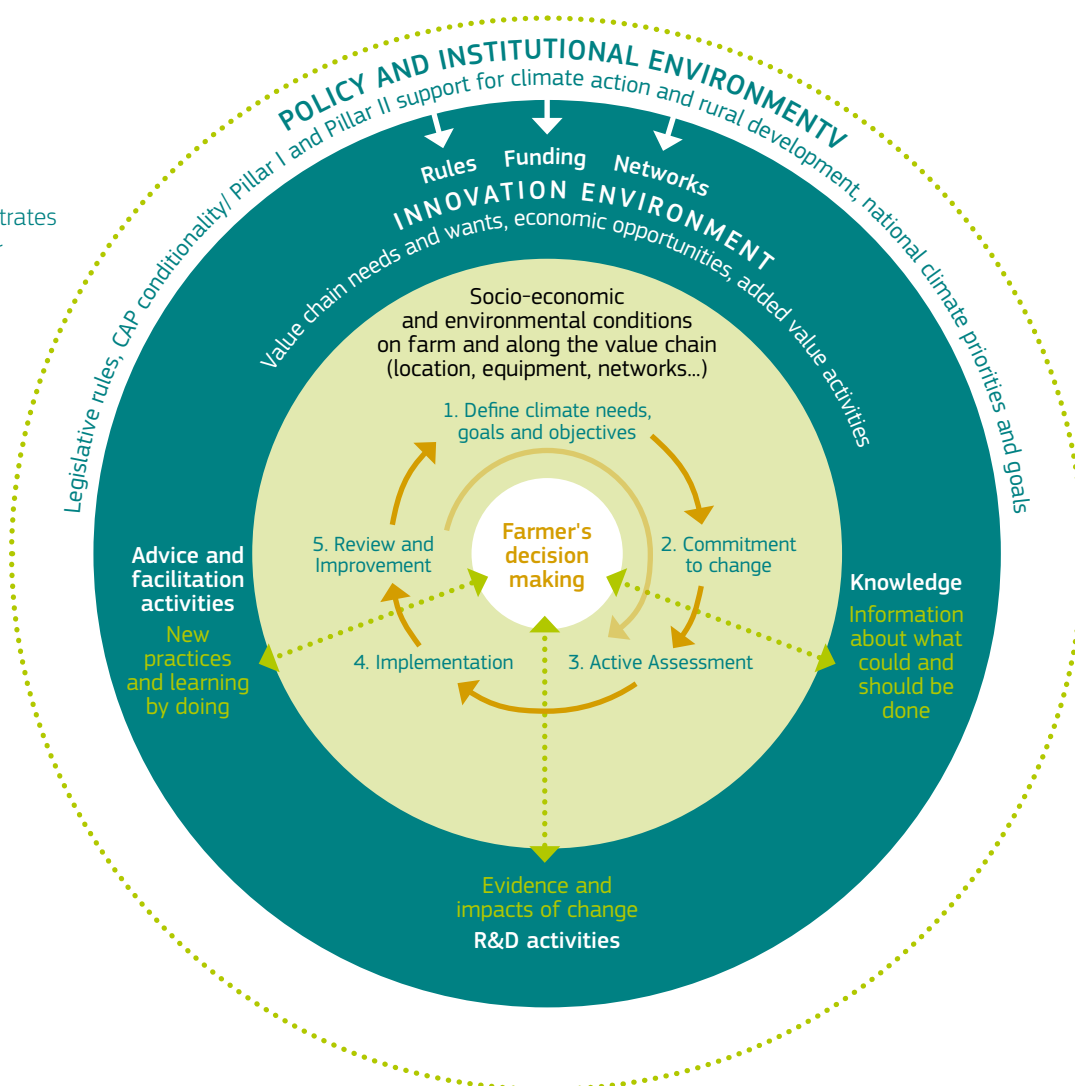 POLICY AND INSTITUTIONAL ENVIRONMENTV
Legislative rules, CAP conditionality/ Pillar I and Pillar II support for climate action and rural development, national climate priorities and goals
Rules Funding Networks
INNOVATION ENVIRONMENT
Value chain needs and wants, economic opportunities, added value activities
trates
Socio-economic
and environmental conditions
on farm and along the value chain
(location, equipment, networks...)
1. Define climate needs,
goals and objectives
2. Commitment
to change
3. Active Assessment
4. Implementation
5. Review and
Improvement
Farmer's
decision
making
Advice and
facilitation
activities
New
practices
and learning
by doing
Knowledge
Information
about what
could and
should be
done
Evidence and
impacts of change
R&D activities